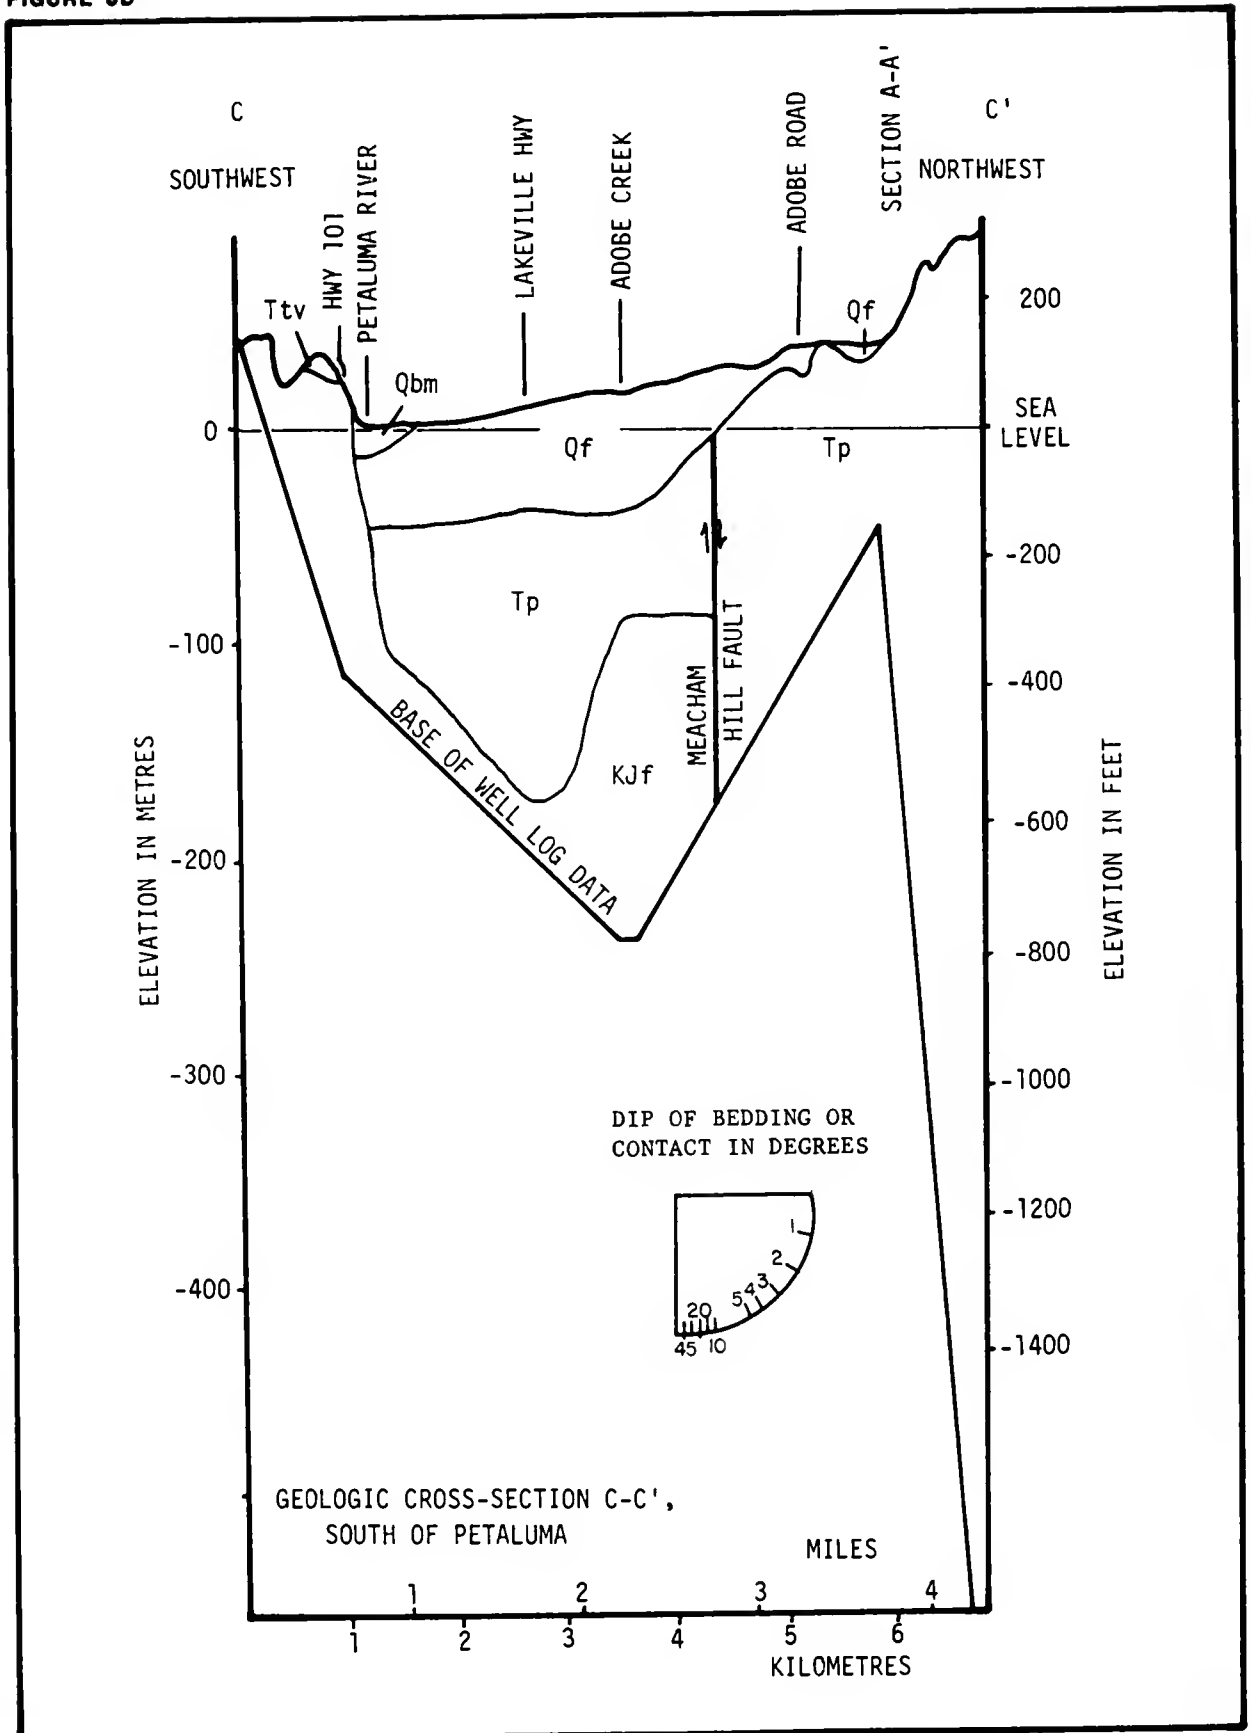 FIGURE
C
C'
SOUTHWEST
NORTHWEST
Ttv
HWY 101
PETALUMA RIVER
LAKEVILLE HWY
ADOBE CREEK
ADOBE ROAD
SECTION A-A'
Qbm
Qf
Qf
Tp
Tp
KJf
MEACHAM
HILL FAULT
BASE OF WELL LOG DATA
ELEVATION IN METRES
0
-100
-200
-300
-400
ELEVATION IN FEET
200
SEA
LEVEL
-200
-400
-600
-800
-1000
-1200
-1400
DIP OF BEDDING OR
CONTACT IN DEGREES
1
2
3
4
5
20
45 10
GEOLOGIC CROSS-SECTION C-C',
SOUTH OF PETALUMA
MILES
1 2 3 4
1 2 3 4 5 6
KILOMETRES